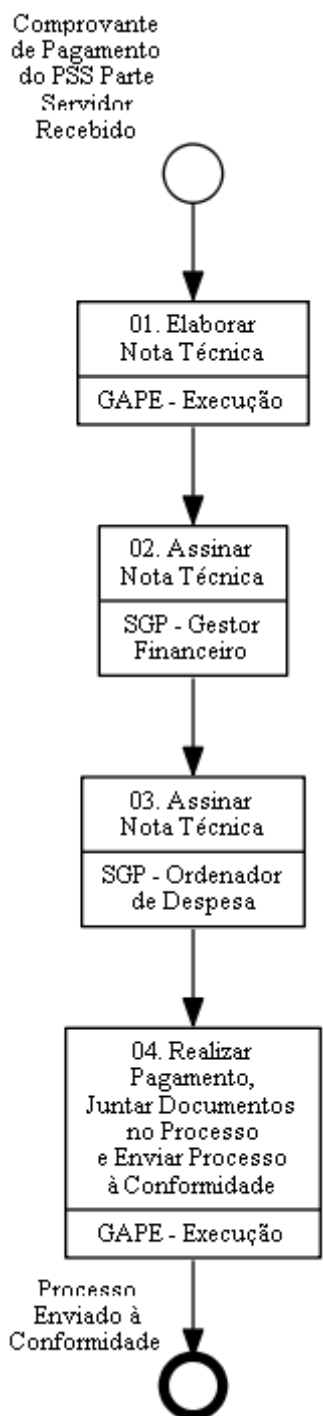 Comprovante
de Pagamento
do PSS Parte
Servidor
Recebido
01. Elaborar
Nota Técnica
GAPE - Execução
02. Assinar
Nota Técnica
SGP - Gestor
Financeiro
03. Assinar
Nota Técnica
SGP - Ordenador
de Despesa
04. Realizar
Pagamento,
Juntar Documentos
no Processo
e Enviar Processo
à Conformidade
GAPE - Execução
Processo
Enviado à
Conformidade